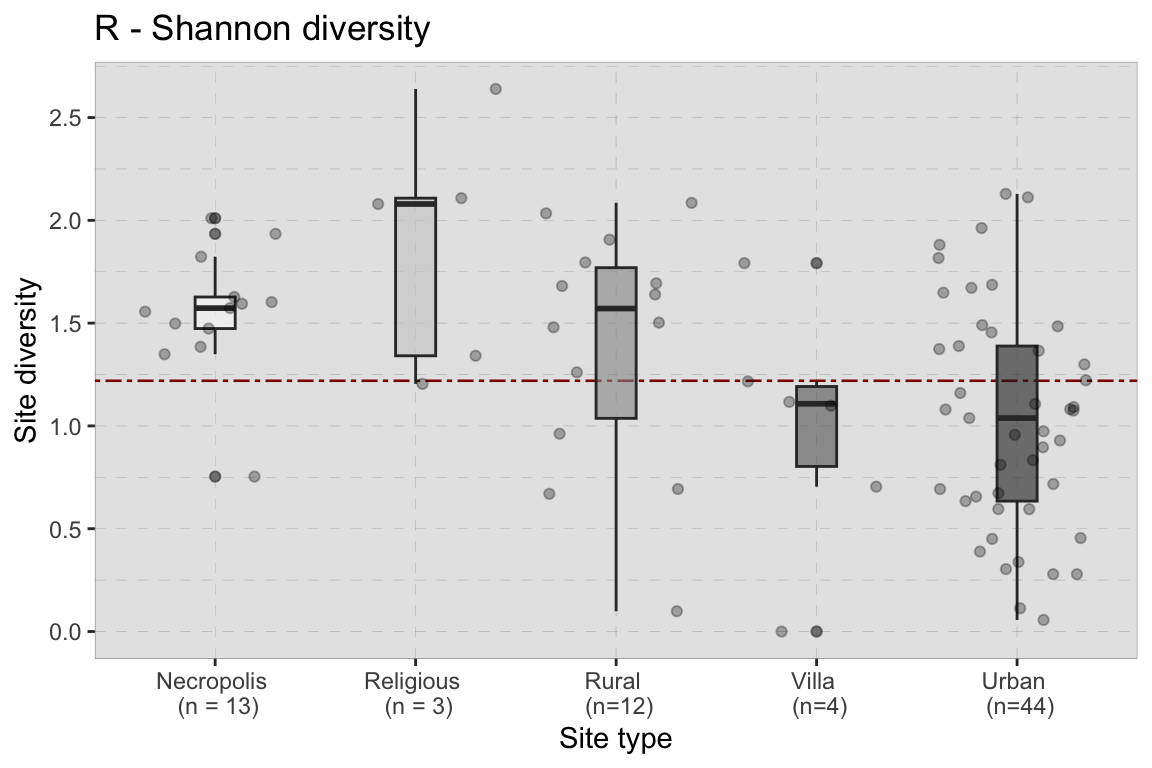 R - Shannon diversity
Site diversity
2.5
2.0
1.5
1.0
0.5
0.0
Necropolis Religious Rural Villa Urban
(n = 13) (n = 3) (n=12) (n=4) (n=44)
Site type